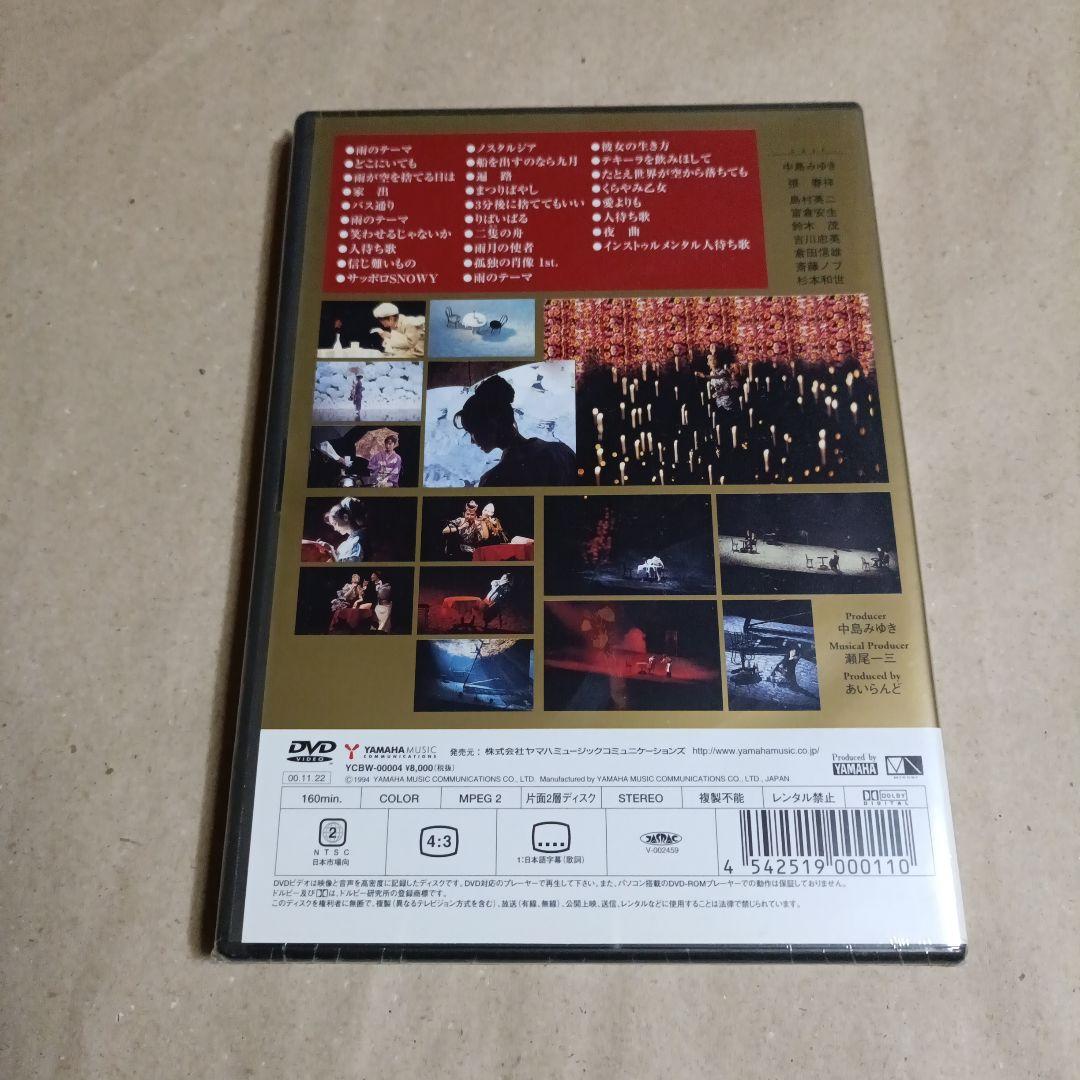 ●雨のテーマ
●どこにいても
●雨が空を捨てる日は
●家 出
●バス通り
●雨のテーマ
●笑わせるじゃないか
●人待ち歌
●信じ難いもの
●サッポロSNOWY
●ノスタルジア
●船を出すのなら九月
●遍 路
●まつりばやし
●3分後に捨ててもいい
●りばいばる
●二隻の舟
●雨月の使者
●孤独の肖像 1st.
●雨のテーマ
●彼女の生き方
●テキーラを飲みほして
●たとえ世界が空から落ちても
●くらやみ乙女
●愛よりも
●人待ち歌
●夜 曲
●インストゥルメンタル人待ち歌
中島みゆき
張 春祥
島村英二
富倉安生
鈴木 茂
吉川忠英
倉田信雄
斎藤ノブ
杉本和世
Producer
中島みゆき
Musical Producer
瀬尾一三
Produced by
あいらんど
DVD VIDEO
YAMAHA MUSIC COMMUNICATIONS
発売元：株式会社ヤマハミュージックコミュニケーションズ http://www.yamahamusic.co.jp/
Produced by YAMAHA
YCBW-00004 ¥8,000(税抜)
00.11.22
©1994 YAMAHA MUSIC COMMUNICATIONS CO., LTD. Manufactured by YAMAHA MUSIC COMMUNICATIONS CO., LTD., JAPAN
160min. COLOR MPEG 2 片面2層ディスク STEREO 複製不能 レンタル禁止 DOLBY DIGITAL
2
NTSC
日本市場向
4:3
1:日本語字幕(歌詞)
JASRAC
V-002459
4 542519 000110
DVDビデオは映像と音声を高密度に記録したディスクです。DVD対応のプレーヤーで再生して下さい。また、パソコン搭載のDVD-ROMプレーヤーでの動作は保証しておりません。
ドルビー及びDDは、ドルビー研究所の登録商標です。
このディスクを権利者に無断で、複製(異なるテレビジョン方式を含む)、放送(有線、無線)、公開上映、送信、レンタルなどに使用することは法律で禁じられています。